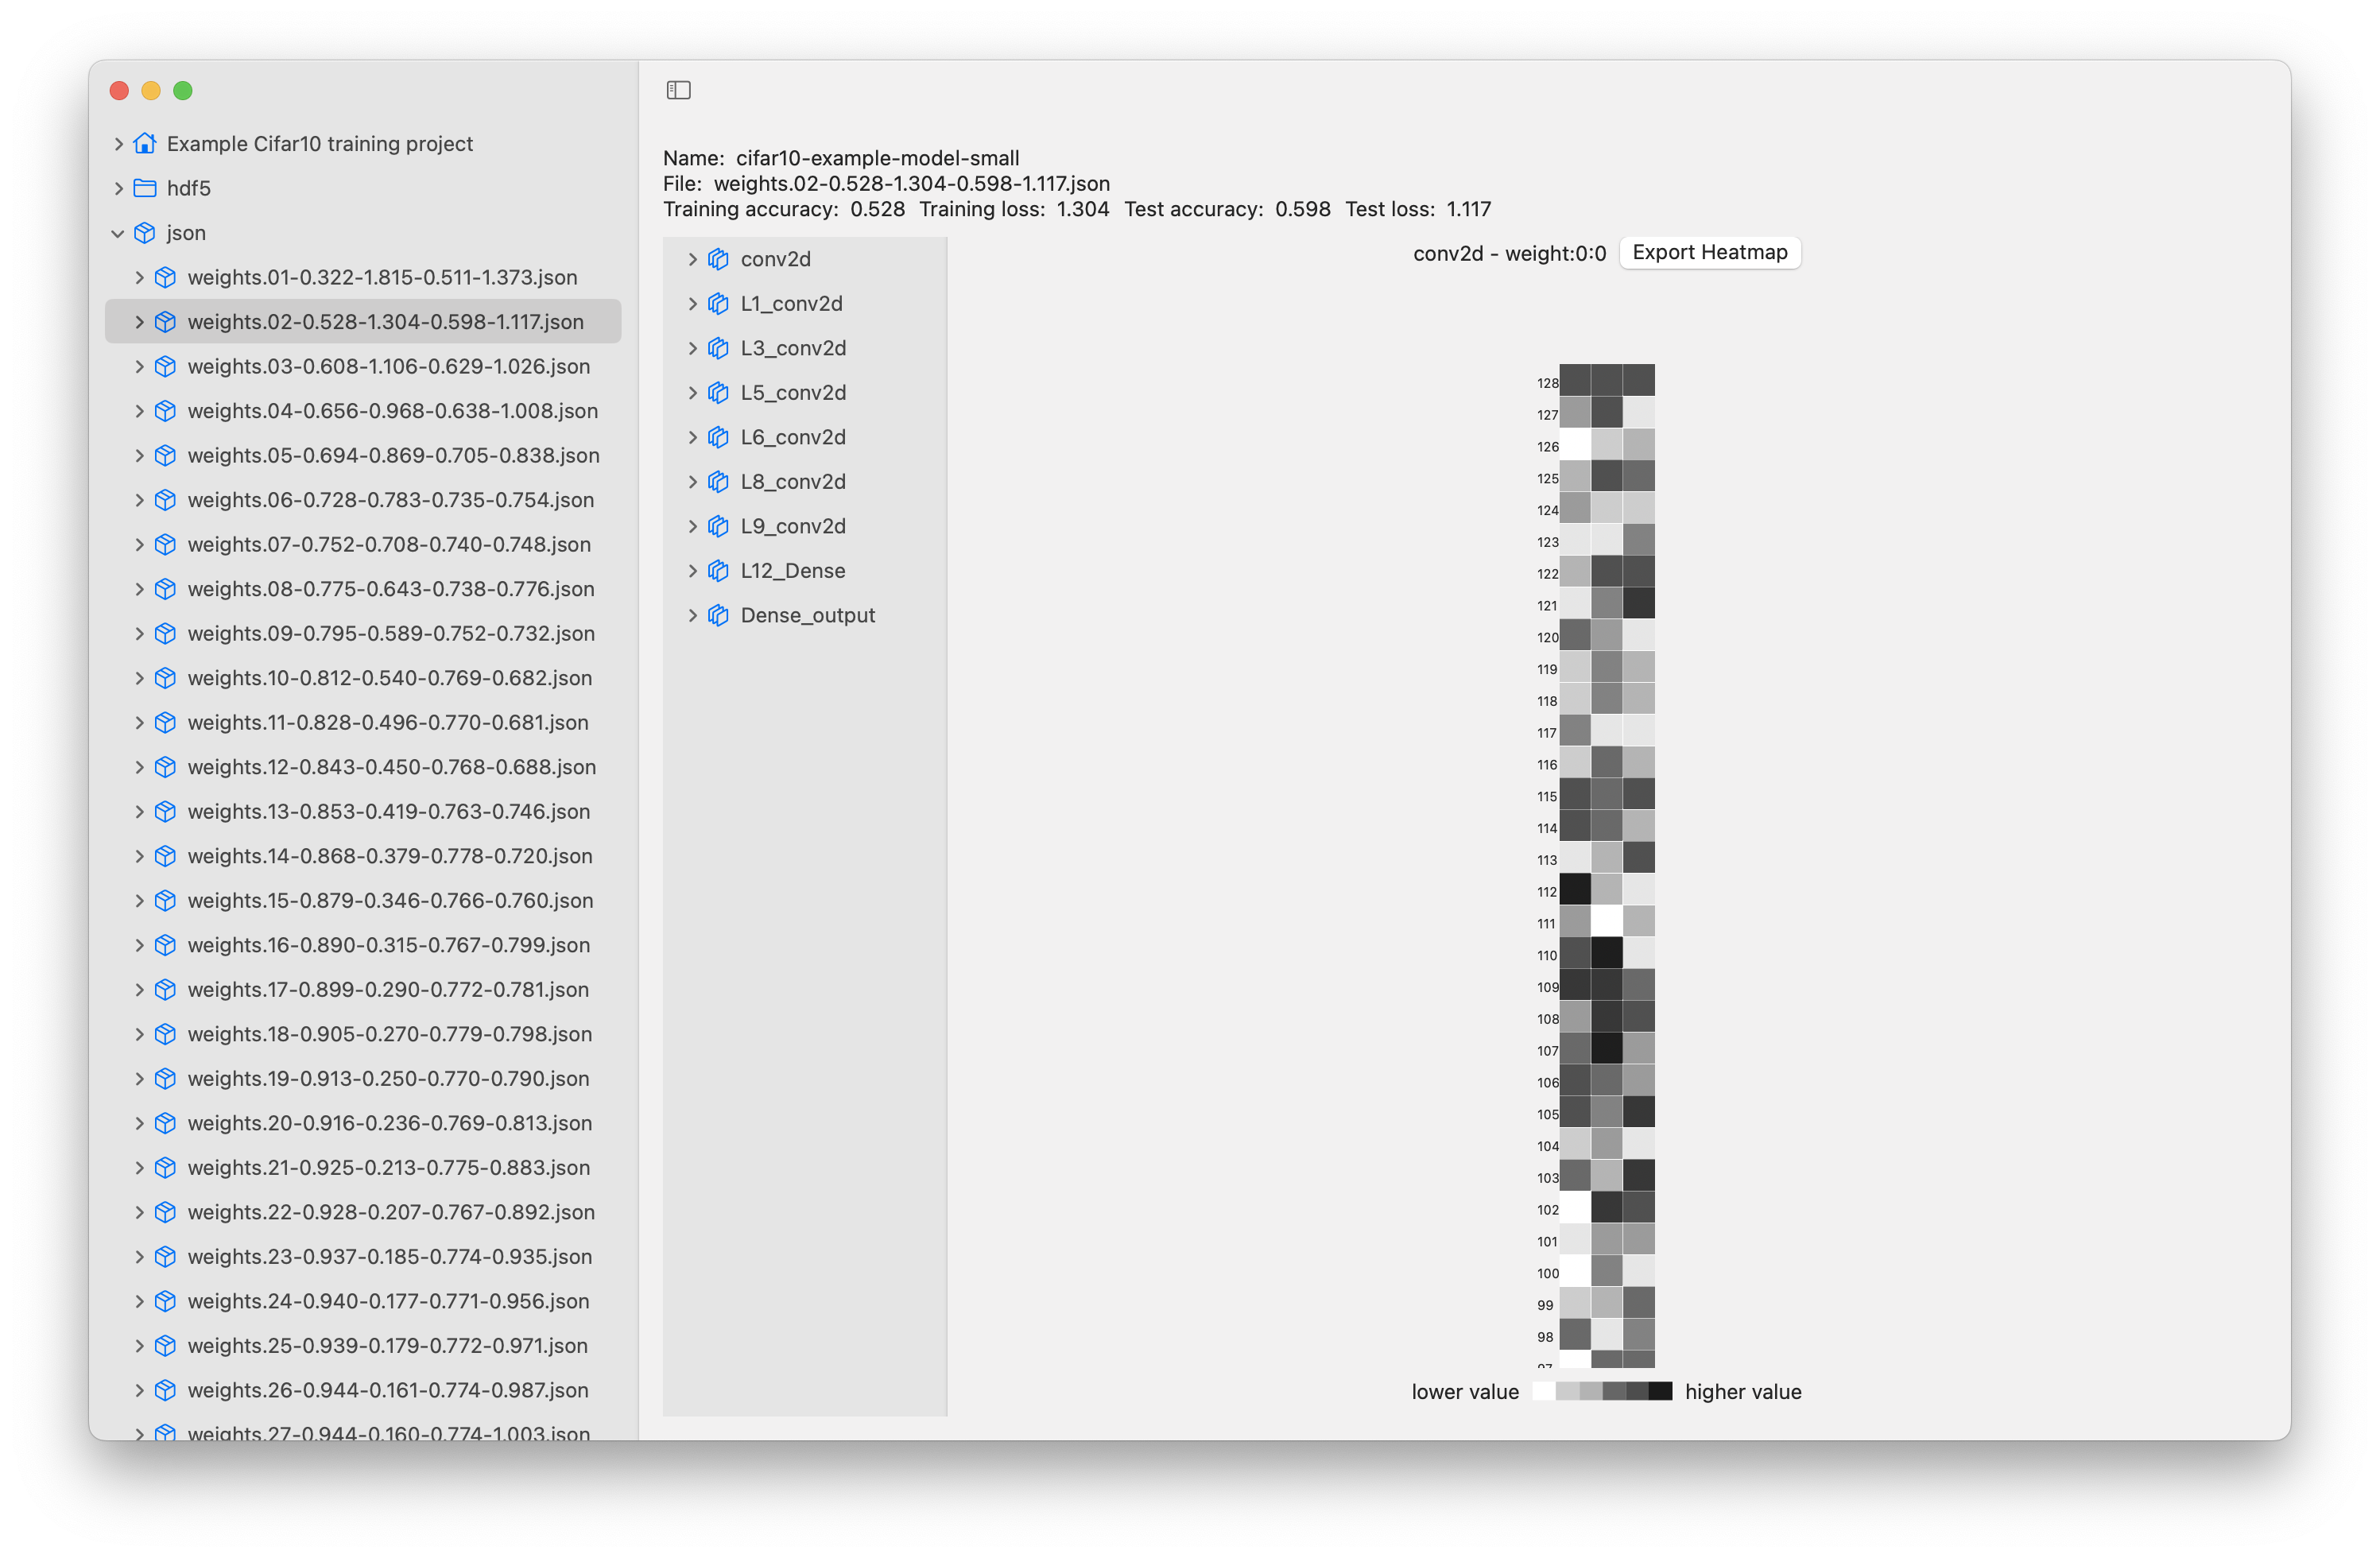 Example Cifar10 training project
hdf5
json
weights.01-0.322-1.815-0.511-1.373.json
weights.02-0.528-1.304-0.598-1.117.json
weights.03-0.608-1.106-0.629-1.026.json
weights.04-0.656-0.968-0.638-1.008.json
weights.05-0.694-0.869-0.705-0.838.json
weights.06-0.728-0.783-0.735-0.754.json
weights.07-0.752-0.708-0.740-0.748.json
weights.08-0.775-0.643-0.738-0.776.json
weights.09-0.795-0.589-0.752-0.732.json
weights.10-0.812-0.540-0.769-0.682.json
weights.11-0.828-0.496-0.770-0.681.json
weights.12-0.843-0.450-0.768-0.688.json
weights.13-0.853-0.419-0.763-0.746.json
weights.14-0.868-0.379-0.778-0.720.json
weights.15-0.879-0.346-0.766-0.760.json
weights.16-0.890-0.315-0.767-0.799.json
weights.17-0.899-0.290-0.772-0.781.json
weights.18-0.905-0.270-0.779-0.798.json
weights.19-0.913-0.250-0.770-0.790.json
weights.20-0.916-0.236-0.769-0.813.json
weights.21-0.925-0.213-0.775-0.883.json
weights.22-0.928-0.207-0.767-0.892.json
weights.23-0.937-0.185-0.774-0.935.json
weights.24-0.940-0.177-0.771-0.956.json
weights.25-0.939-0.179-0.772-0.971.json
weights.26-0.944-0.161-0.774-0.987.json
weights.27-0.944-0.160-0.774-1.003.json
Name: cifar10-example-model-small
File: weights.02-0.528-1.304-0.598-1.117.json
Training accuracy: 0.528 Training loss: 1.304 Test accuracy: 0.598 Test loss: 1.117
conv2d
L1_conv2d
L3_conv2d
L5_conv2d
L6_conv2d
L8_conv2d
L9_conv2d
L12_Dense
Dense_output
conv2d - weight:0:0 Export Heatmap
128
127
126
125
124
123
122
121
120
119
118
117
116
115
114
113
112
111
110
109
108
107
106
105
104
103
102
101
100
99
98
97
lower value higher value